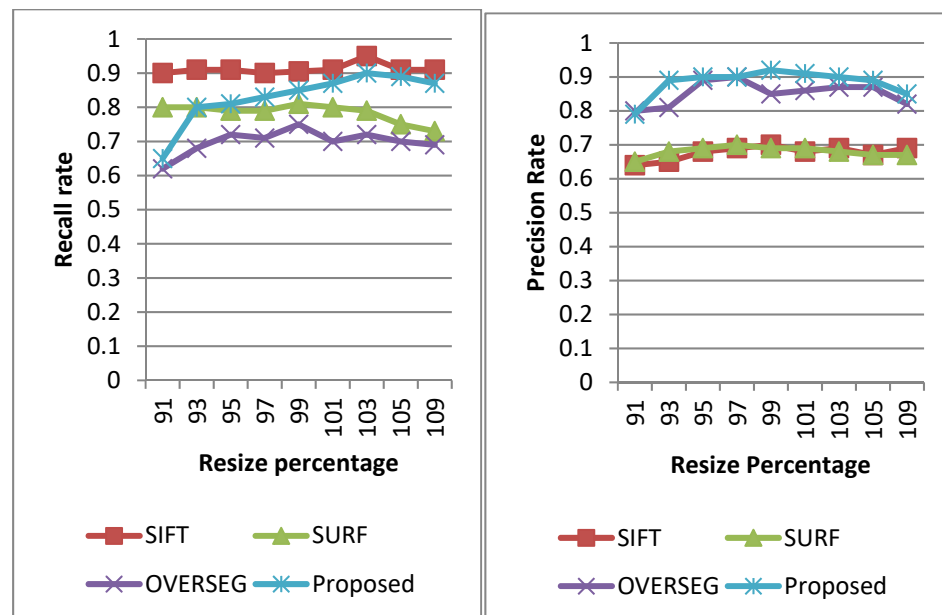 1
0.9
0.8
0.7
0.6
0.5
0.4
0.3
0.2
0.1
0
Recall rate
91 93 95 97 99 101 103 105 109
Resize percentage
SIFT SURF
OVERSEG Proposed
1
0.9
0.8
0.7
0.6
0.5
0.4
0.3
0.2
0.1
0
Precision Rate
91 93 95 97 99 101 103 105 109
Resize Percentage
SIFT SURF
OVERSEG Proposed